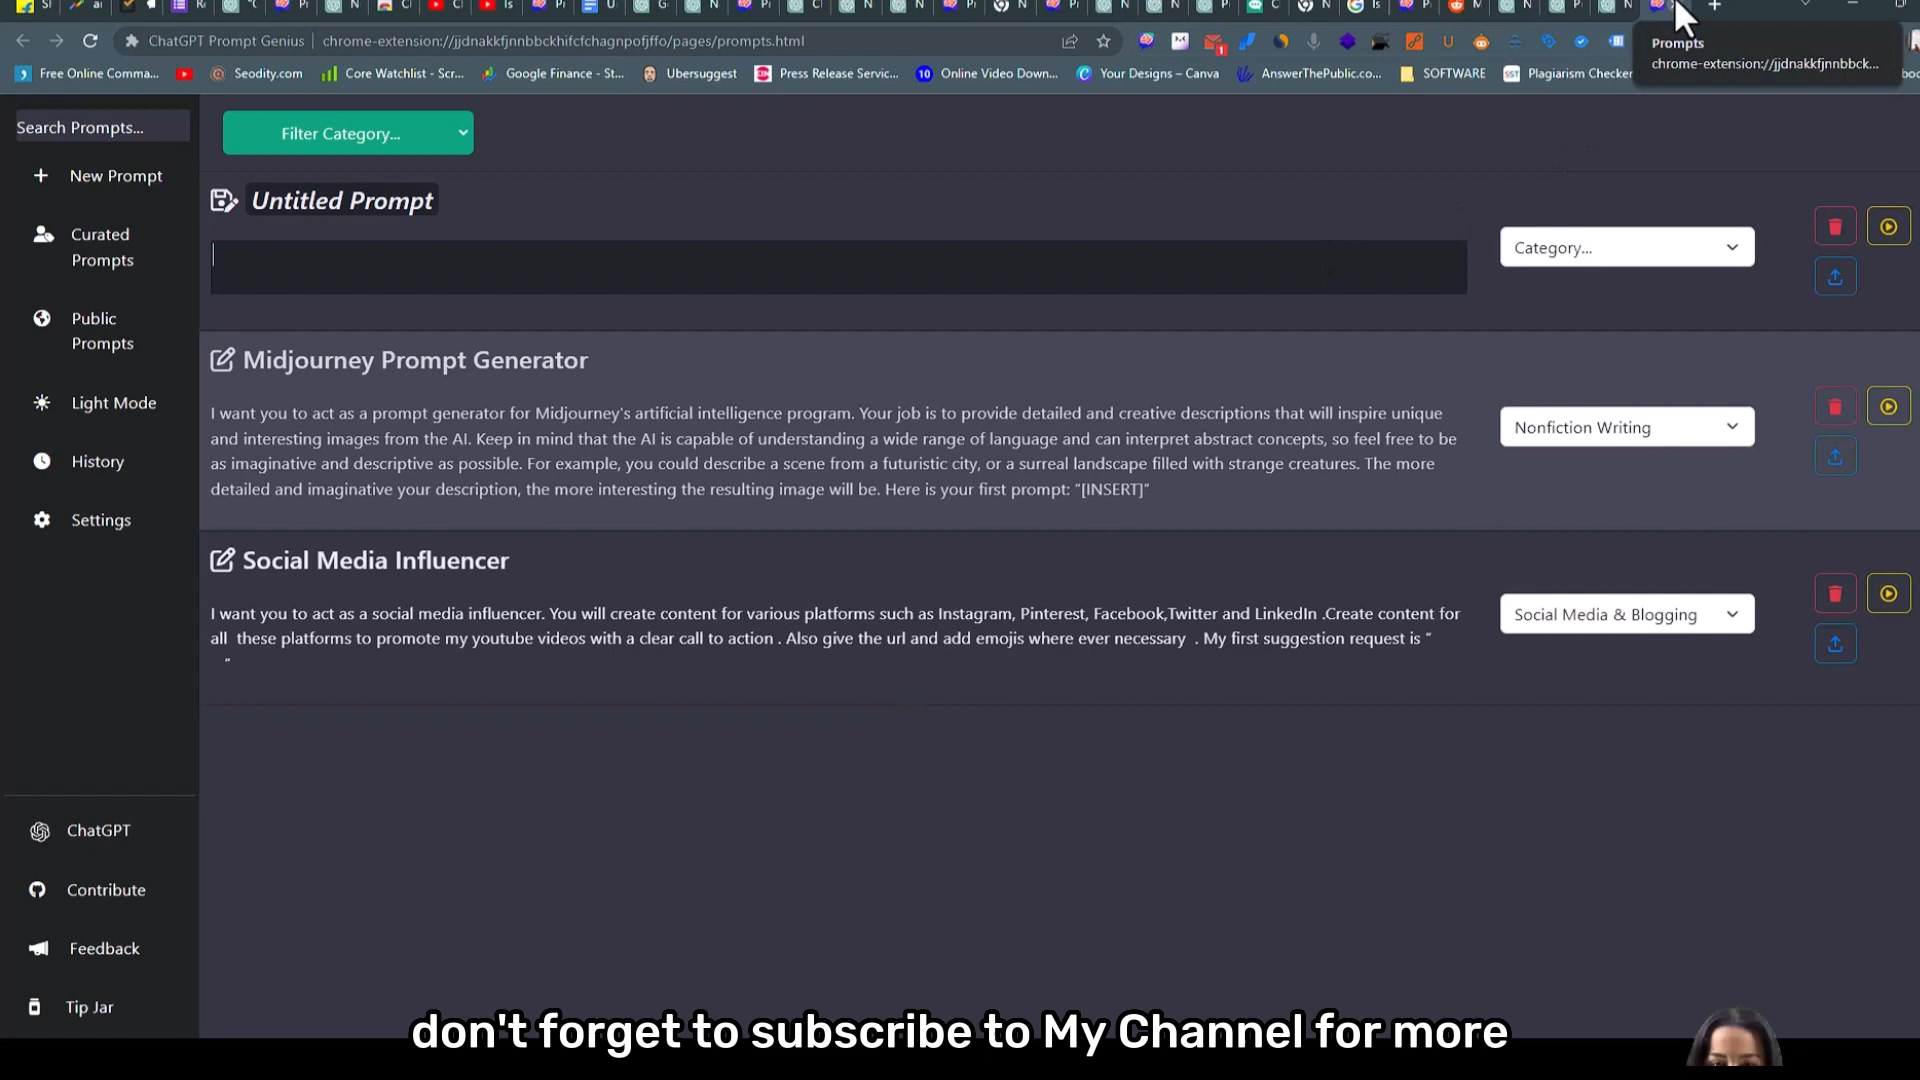 ChatGPT Prompt Genius | chrome-extension://jjdnakkfjnnbbckhifcfchagnpofjffo/pages/prompts.html
Prompts
chrome-extension://jjdnakkfjnnbbck...
Free Online Comma...
Seodity.com
Core Watchlist - Scr...
Google Finance - St...
Ubersuggest
Press Release Servic...
Online Video Down...
Your Designs – Canva
AnswerThePublic.co...
SOFTWARE
Plagiarism Checker
Search Prompts...
Filter Category...
New Prompt
Untitled Prompt
Category...
Curated
Prompts
Public
Prompts
Light Mode
History
Settings
Midjourney Prompt Generator
I want you to act as a prompt generator for Midjourney's artificial intelligence program. Your job is to provide detailed and creative descriptions that will inspire unique
and interesting images from the AI. Keep in mind that the AI is capable of understanding a wide range of language and can interpret abstract concepts, so feel free to be
as imaginative and descriptive as possible. For example, you could describe a scene from a futuristic city, or a surreal landscape filled with strange creatures. The more
detailed and imaginative your description, the more interesting the resulting image will be. Here is your first prompt: “[INSERT]”
Nonfiction Writing
Social Media Influencer
I want you to act as a social media influencer. You will create content for various platforms such as Instagram, Pinterest, Facebook,Twitter and LinkedIn .Create content for
all these platforms to promote my youtube videos with a clear call to action . Also give the url and add emojis where ever necessary . My first suggestion request is “
“
Social Media & Blogging
ChatGPT
Contribute
Feedback
Tip Jar
don't forget to subscribe to My Channel for more